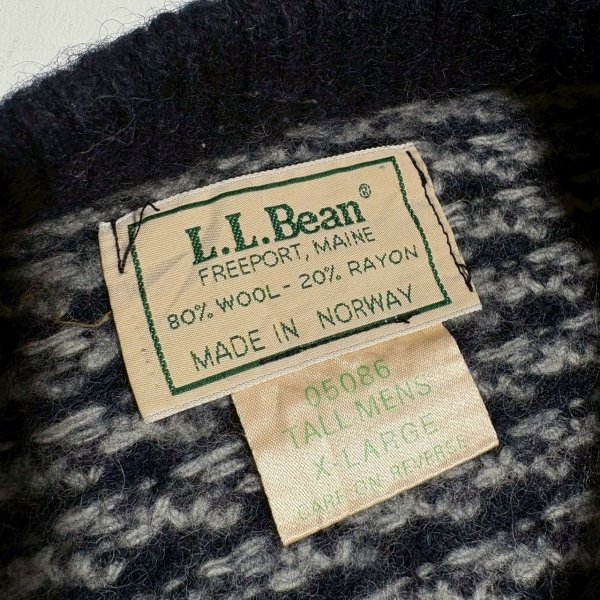 L.L.Bean®
FREEPORT, MAINE
80% WOOL - 20% RAYON
MADE IN NORWAY
05086
TALL MENS
X-LARGE
CARE ON REVERSE